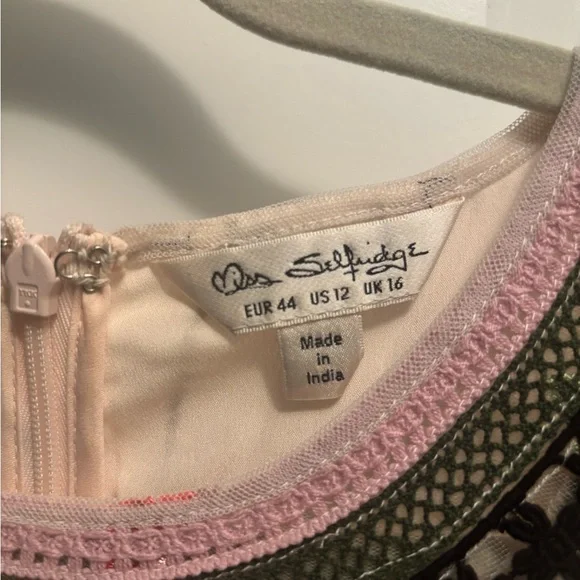 Miss Selfridge
EUR 44 US 12 UK 16
Made
in
India